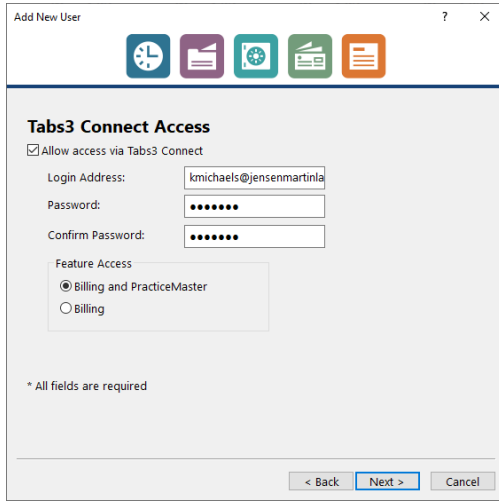 Add New User
?
Tabs3 Connect Access
Allow access via Tabs3 Connect
Login Address: kmichaels@jensenmartinla
Password: ●●●●●●●
Confirm Password: ●●●●●●●
Feature Access
Billing and PracticeMaster
Billing
* All fields are required
< Back Next > Cancel